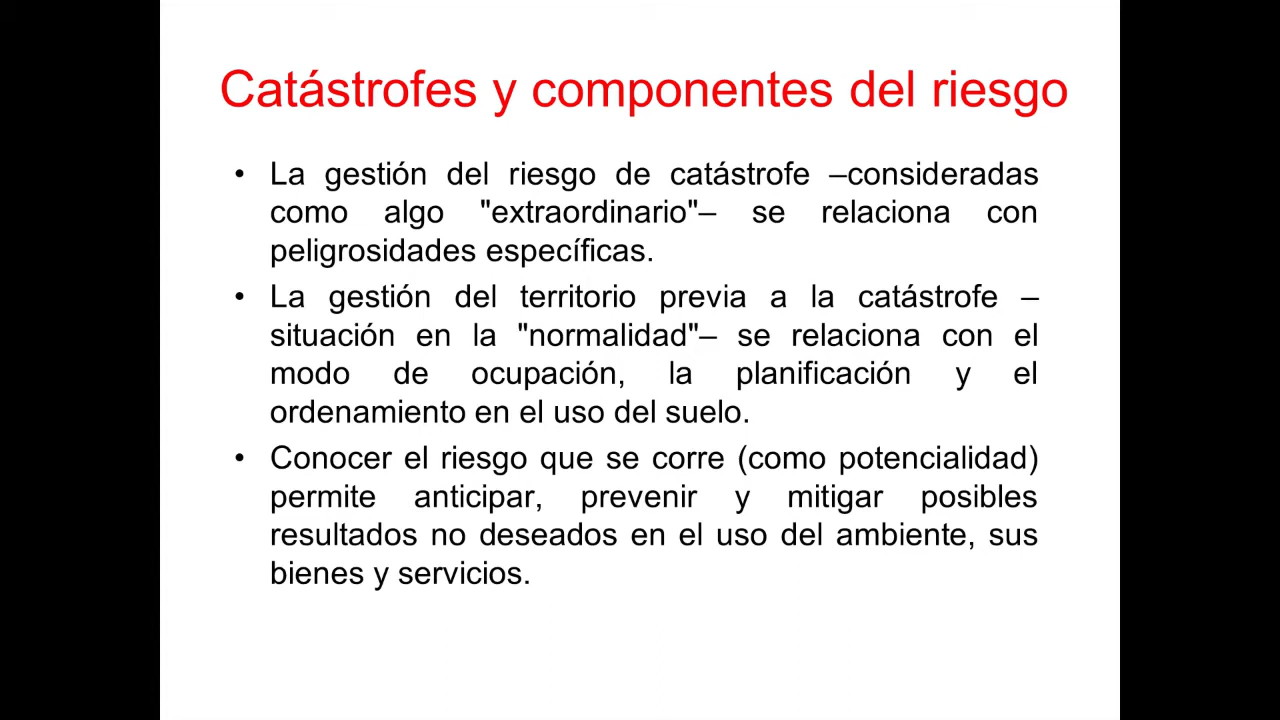 Catástrofes y componentes del riesgo
• La gestión del riesgo de catástrofe –consideradas
como algo "extraordinario"– se relaciona con
peligrosidades específicas.
• La gestión del territorio previa a la catástrofe –
situación en la "normalidad"– se relaciona con el
modo de ocupación, la planificación y el
ordenamiento en el uso del suelo.
• Conocer el riesgo que se corre (como potencialidad)
permite anticipar, prevenir y mitigar posibles
resultados no deseados en el uso del ambiente, sus
bienes y servicios.